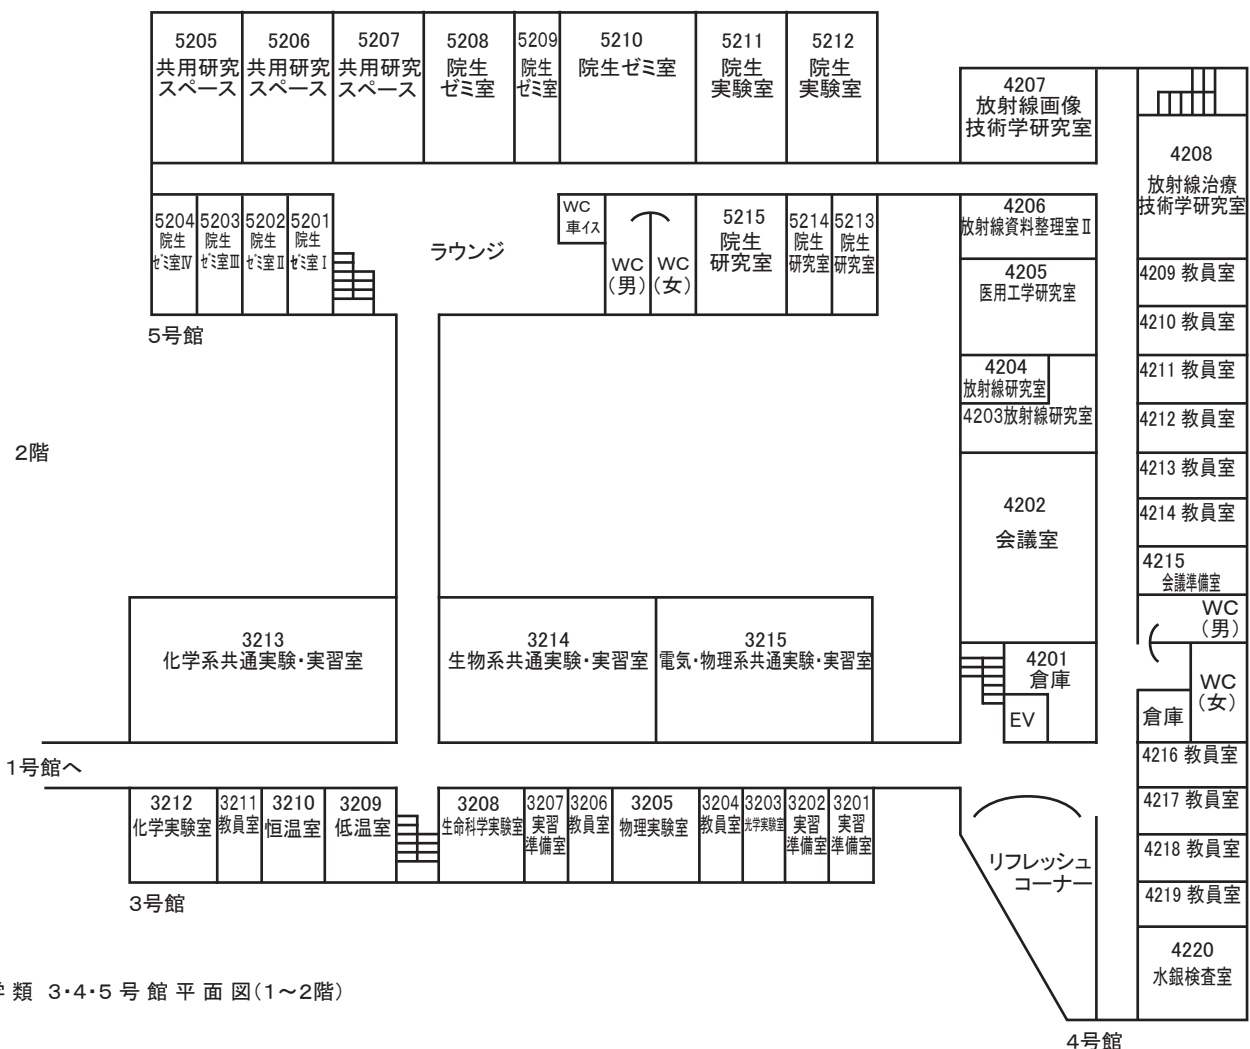 5205
共用研究
スペース
5206
共用研究
スペース
5207
共用研究
スペース
5208
院生
ゼミ室
5209
院生
ゼミ室
5210
院生ゼミ室
5211
院生
実験室
5212
院生
実験室
5204
院生
ゼミ室Ⅳ
5203
院生
ゼミ室Ⅲ
5202
院生
ゼミ室Ⅱ
5201
院生
ゼミ室Ⅰ
ラウンジ
WC
車イス
WC
(男)
WC
(女)
5215
院生
研究室
5214
院生
研究室
5213
院生
研究室
5号館
4207
放射線画像
技術学研究室
4206
放射線資料整理室Ⅱ
4205
医用工学研究室
4204
放射線研究室
4203放射線研究室
4202
会議室
4201
倉庫
EV
4208
放射線治療
技術学研究室
4209 教員室
4210 教員室
4211 教員室
4212 教員室
4213 教員室
4214 教員室
4215
会議準備室
WC
(男)
WC
(女)
倉庫
4216 教員室
4217 教員室
4218 教員室
4219 教員室
4220
水銀検査室
2階
3213
化学系共通実験・実習室
3214
生物系共通実験・実習室
3215
電気・物理系共通実験・実習室
1号館へ
3212
化学実験室
3211
教員室
3210
恒温室
3209
低温室
3208
生命科学実験室
3207
実習
準備室
3206
教員室
3205
物理実験室
3204
教員室
3203
光学実験室
3202
実習
準備室
3201
実習
準備室
リフレッシュ
コーナー
3号館
類 3・4・5号館平面図(1～2階)
4号館